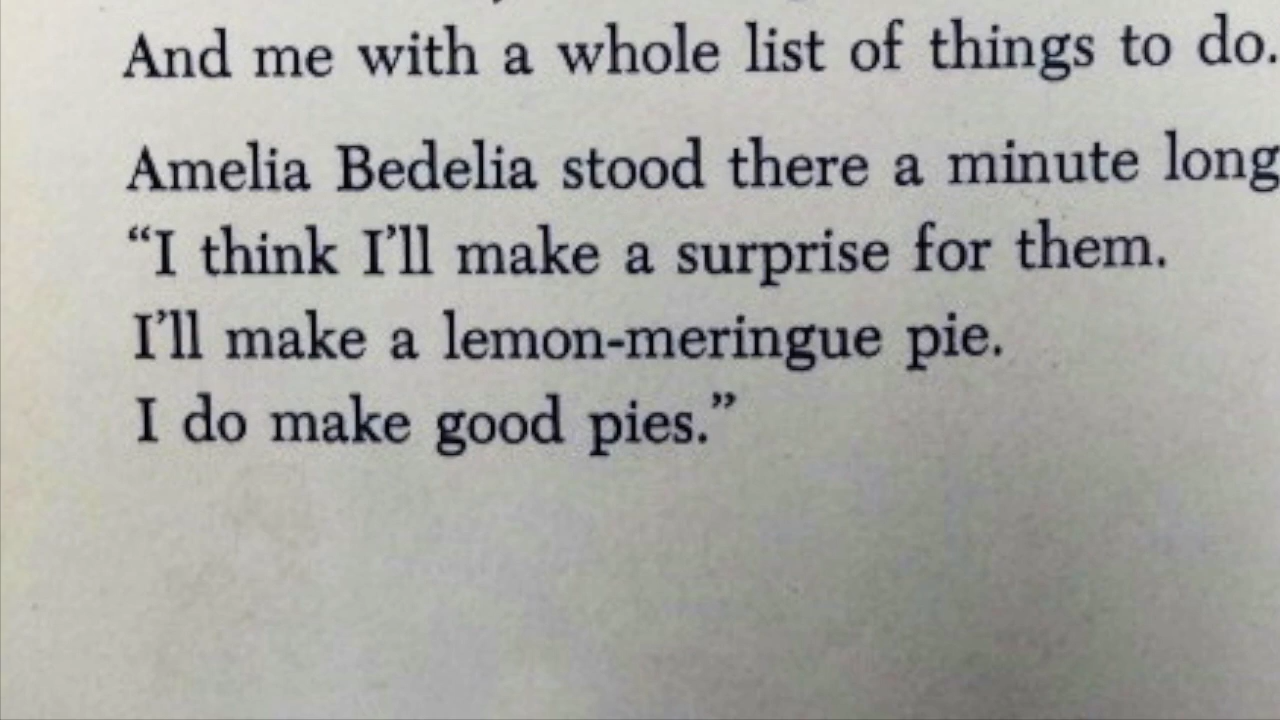 And me with a whole list of things to do.
Amelia Bedelia stood there a minute long
“I think I’ll make a surprise for them.
I’ll make a lemon-meringue pie.
I do make good pies.”